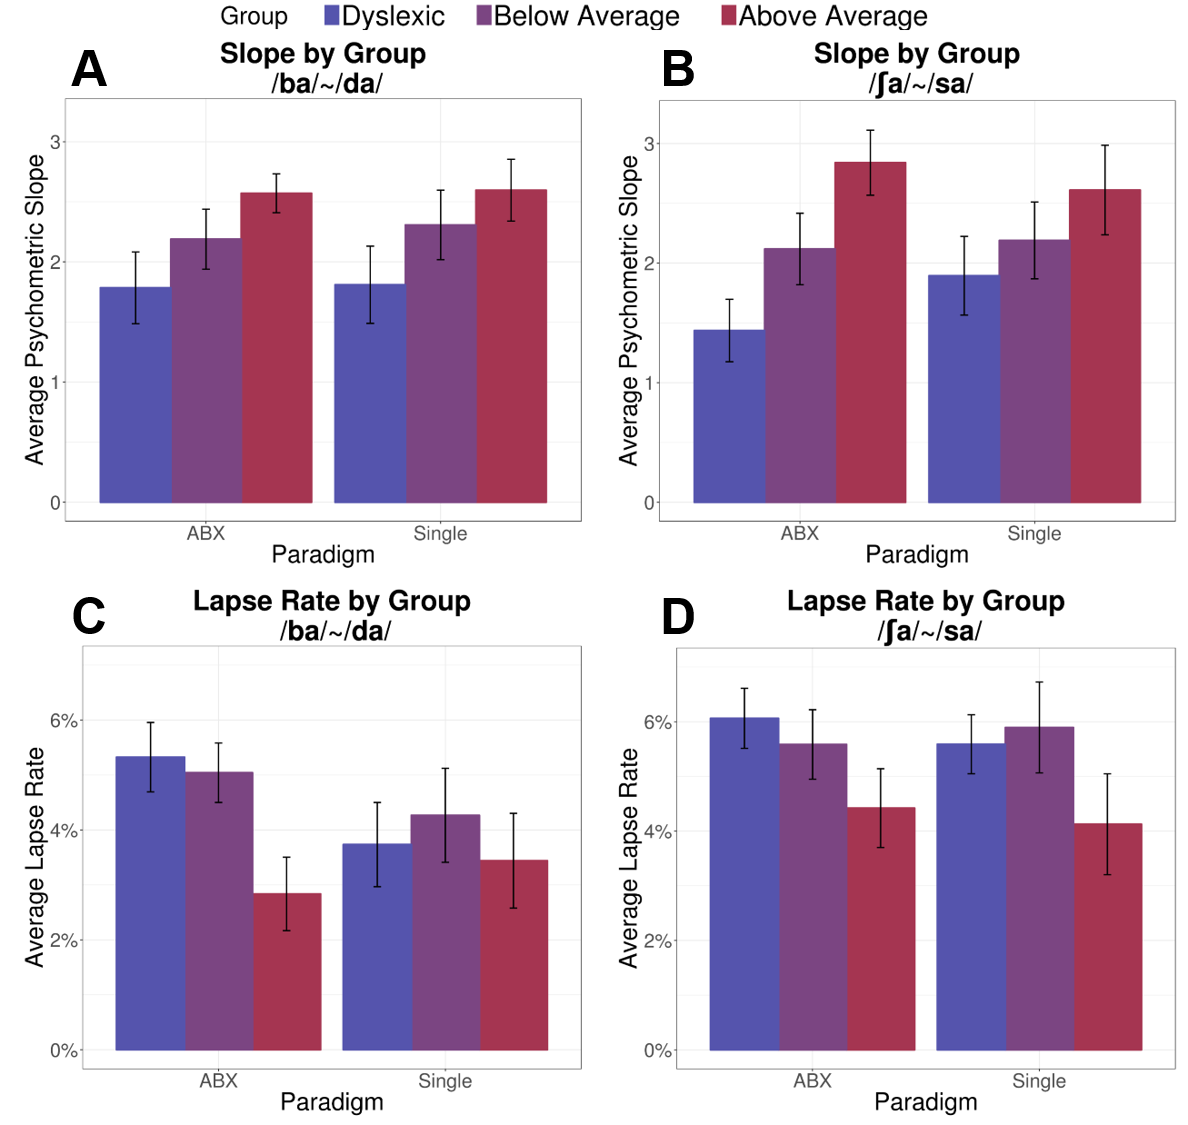 Group Dyslexic Below Average Above Average
A
Slope by Group
/ba/~/da/
Average Psychometric Slope
3
2
1
0
ABX Single
Paradigm
B
Slope by Group
/ʃa/~/sa/
Average Psychometric Slope
3
2
1
0
ABX Single
Paradigm
C
Lapse Rate by Group
/ba/~/da/
Average Lapse Rate
6%
4%
2%
0%
ABX Single
Paradigm
D
Lapse Rate by Group
/ʃa/~/sa/
Average Lapse Rate
6%
4%
2%
0%
ABX Single
Paradigm